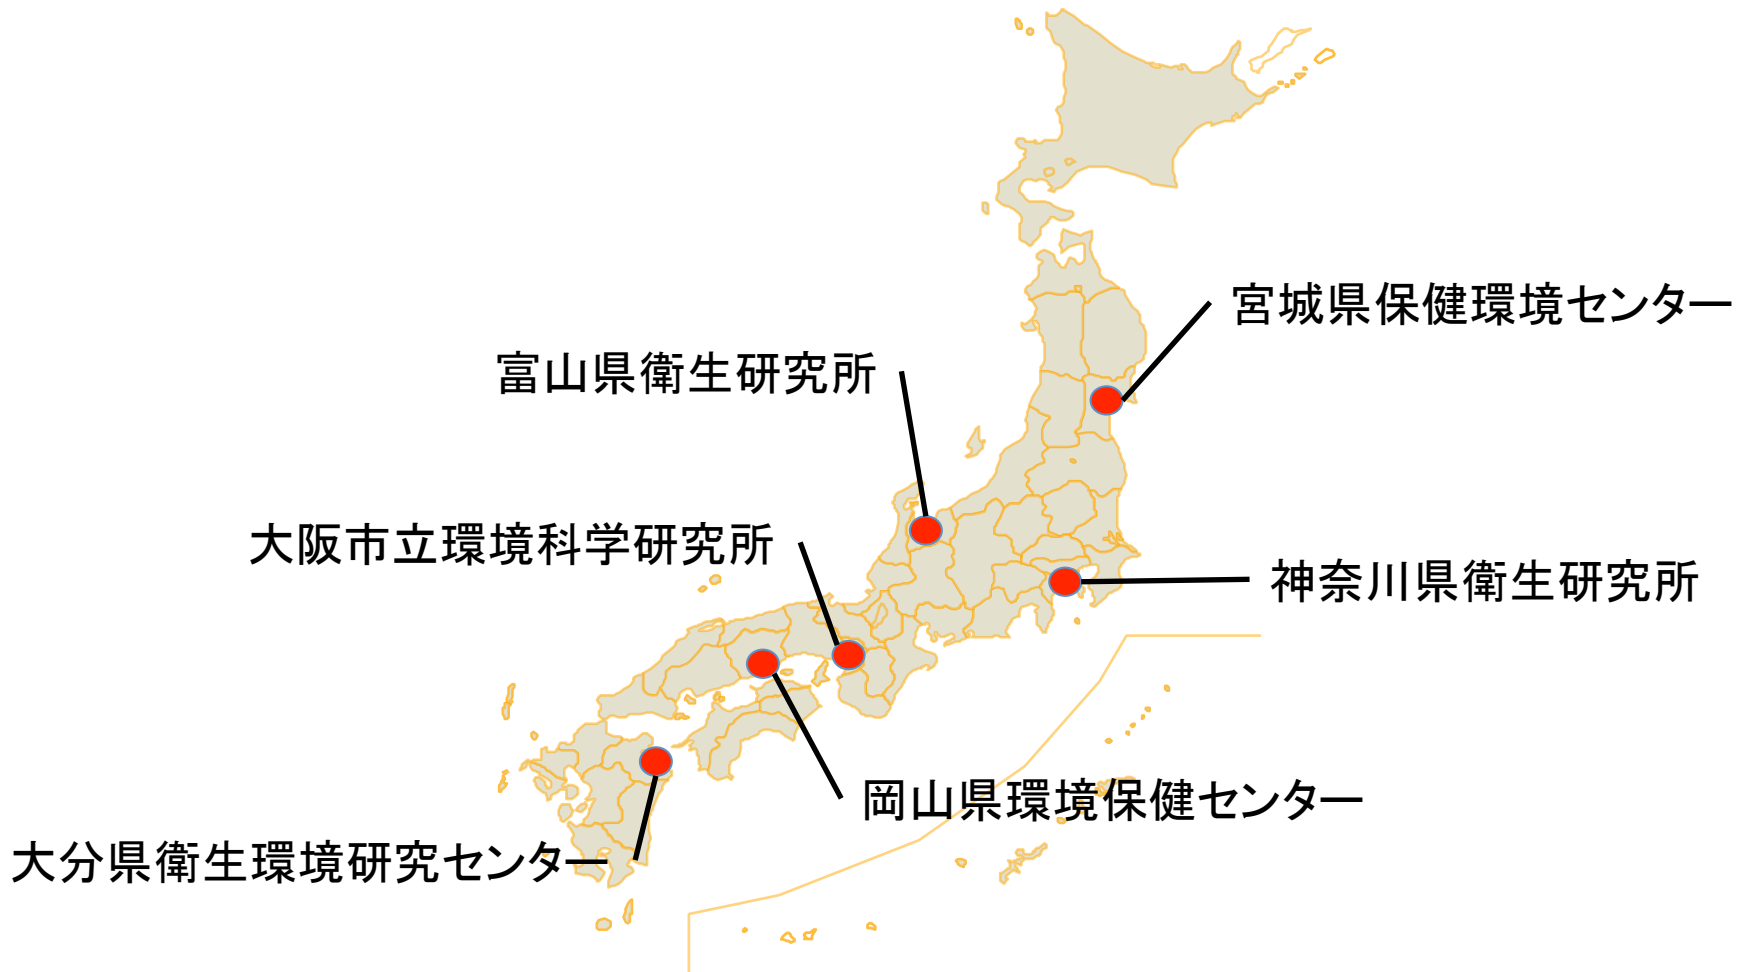 宮城県保健環境センター
富山県衛生研究所
大阪市立環境科学研究所
神奈川県衛生研究所
岡山県環境保健センター
大分県衛生環境研究センター